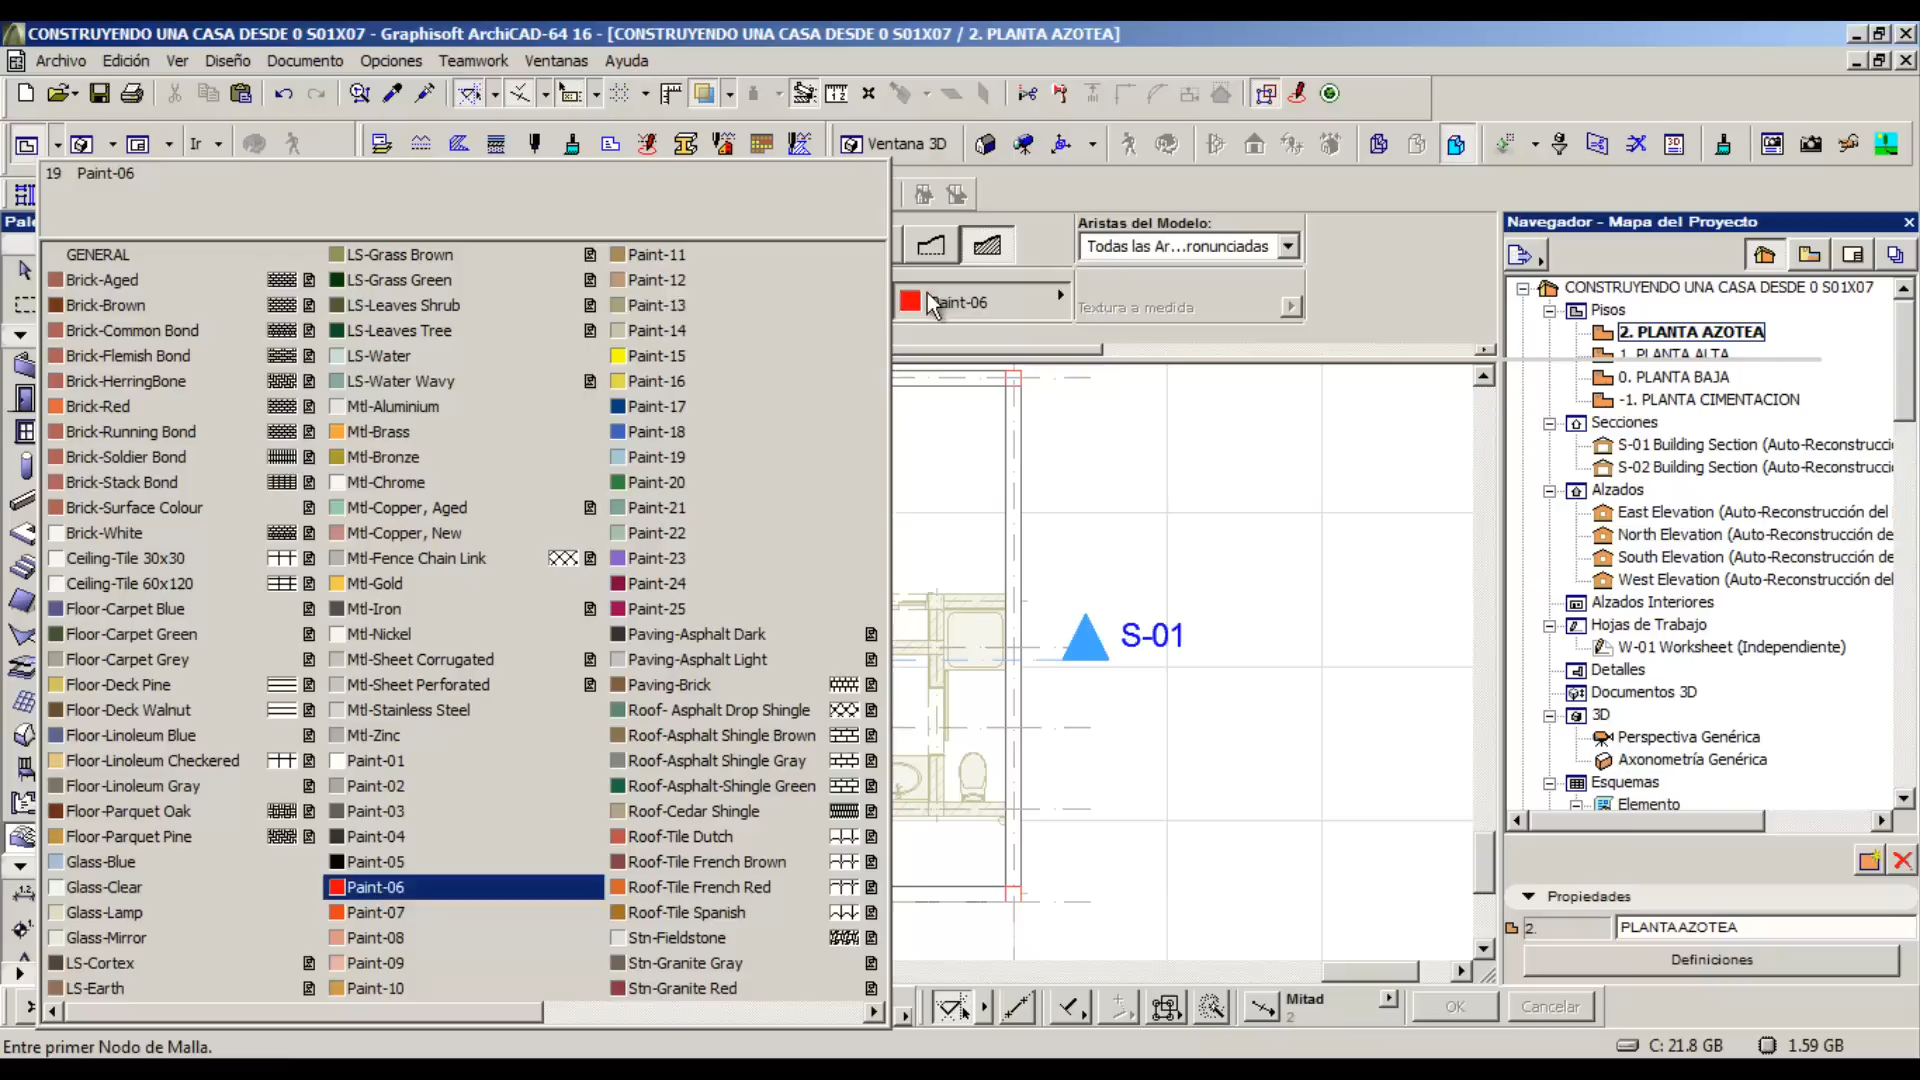 CONSTRUYENDO UNA CASA DESDE 0 S01X07 - Graphisoft ArchiCAD-64 16 - [CONSTRUYENDO UNA CASA DESDE 0 S01X07 / 2. PLANTA AZOTEA]
Archivo Edición Ver Diseño Documento Opciones Teamwork Ventanas Ayuda
Ir Ventana 3D
19 Paint-06
GENERAL
Brick-Aged
Brick-Brown
Brick-Common Bond
Brick-Flemish Bond
Brick-HerringBone
Brick-Red
Brick-Running Bond
Brick-Soldier Bond
Brick-Stack Bond
Brick-Surface Colour
Brick-White
Ceiling-Tile 30x30
Ceiling-Tile 60x120
Floor-Carpet Blue
Floor-Carpet Green
Floor-Carpet Grey
Floor-Deck Pine
Floor-Deck Walnut
Floor-Linoleum Blue
Floor-Linoleum Checkered
Floor-Linoleum Gray
Floor-Parquet Oak
Floor-Parquet Pine
Glass-Blue
Glass-Clear
Glass-Lamp
Glass-Mirror
LS-Cortex
LS-Earth
LS-Grass Brown
LS-Grass Green
LS-Leaves Shrub
LS-Leaves Tree
LS-Water
LS-Water Wavy
Mtl-Aluminium
Mtl-Brass
Mtl-Bronze
Mtl-Chrome
Mtl-Copper, Aged
Mtl-Copper, New
Mtl-Fence Chain Link
Mtl-Gold
Mtl-Iron
Mtl-Nickel
Mtl-Sheet Corrugated
Mtl-Sheet Perforated
Mtl-Stainless Steel
Mtl-Zinc
Paint-01
Paint-02
Paint-03
Paint-04
Paint-05
Paint-06
Paint-07
Paint-08
Paint-09
Paint-10
Paint-11
Paint-12
Paint-13
Paint-14
Paint-15
Paint-16
Paint-17
Paint-18
Paint-19
Paint-20
Paint-21
Paint-22
Paint-23
Paint-24
Paint-25
Paving-Asphalt Dark
Paving-Asphalt Light
Paving-Brick
Roof- Asphalt Drop Shingle
Roof-Asphalt Shingle Brown
Roof-Asphalt Shingle Gray
Roof-Asphalt-Shingle Green
Roof-Cedar Shingle
Roof-Tile Dutch
Roof-Tile French Brown
Roof-Tile French Red
Roof-Tile Spanish
Stn-Fieldstone
Stn-Granite Gray
Stn-Granite Red
Aristas del Modelo:
Todas las Ar...ronunciadas
Paint-06
Textura a medida
S-01
Navegador - Mapa del Proyecto
CONSTRUYENDO UNA CASA DESDE 0 S01X07
Pisos
2. PLANTA AZOTEA
1. PLANTA ALTA
0. PLANTA BAJA
-1. PLANTA CIMENTACION
Secciones
S-01 Building Section (Auto-Reconstrucci
S-02 Building Section (Auto-Reconstrucci
Alzados
East Elevation (Auto-Reconstrucción del
North Elevation (Auto-Reconstrucción de
South Elevation (Auto-Reconstrucción de
West Elevation (Auto-Reconstrucción del
Alzados Interiores
Hojas de Trabajo
W-01 Worksheet (Independiente)
Detalles
Documentos 3D
3D
Perspectiva Genérica
Axonometría Genérica
Esquemas
Elemento
Propiedades
2. PLANTA AZOTEA
Definiciones
Mitad
2
OK Cancelar
Entre primer Nodo de Malla.
C: 21.8 GB 1.59 GB